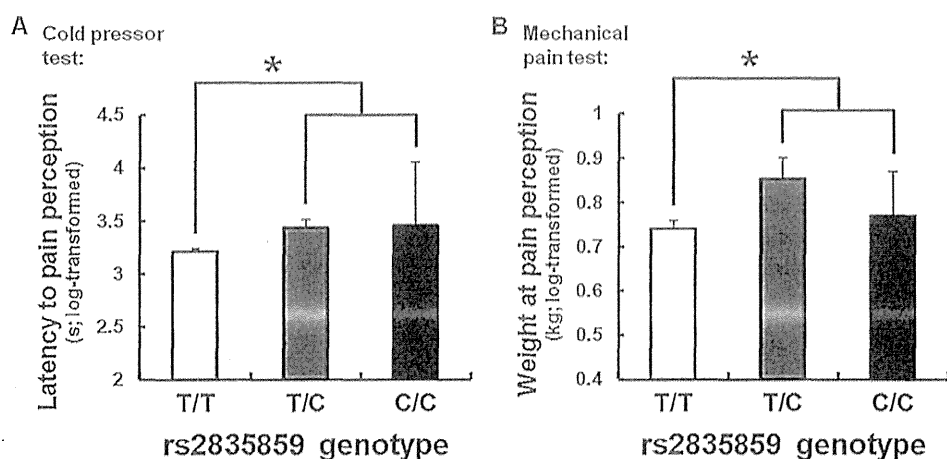 A Cold pressor test:
*
Latency to pain perception
(s; log-transformed)
4.5
4
3.5
3
2.5
2
T/T T/C C/C
rs2835859 genotype
B Mechanical pain test:
*
Weight at pain perception
(kg; log-transformed)
1
0.9
0.8
0.7
0.6
0.5
0.4
T/T T/C C/C
rs2835859 genotype